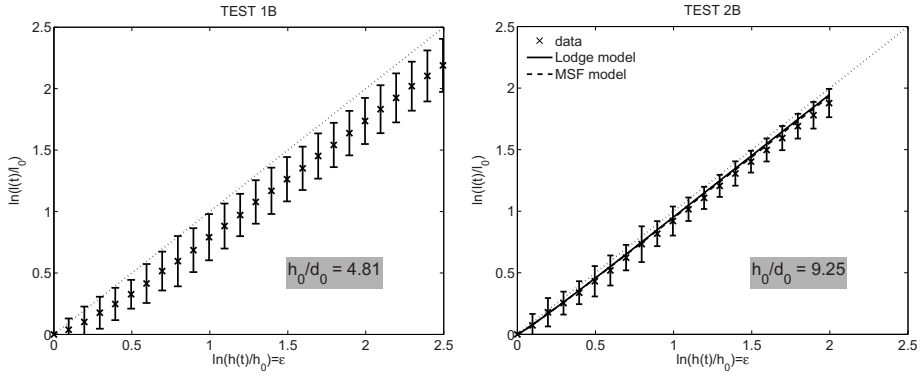 TEST 1B
2.5
2
1.5
1
0.5
0
ln(l(t)/l0)
h0/d0 = 4.81
0
0.5
1
1.5
2
2.5
ln(h(t)/h0)=ε
TEST 2B
data
Lodge model
MSF model
2.5
2
1.5
1
0.5
0
ln(l(t)/l0)
h0/d0 = 9.25
0
0.5
1
1.5
2
2.5
ln(h(t)/h0)=ε